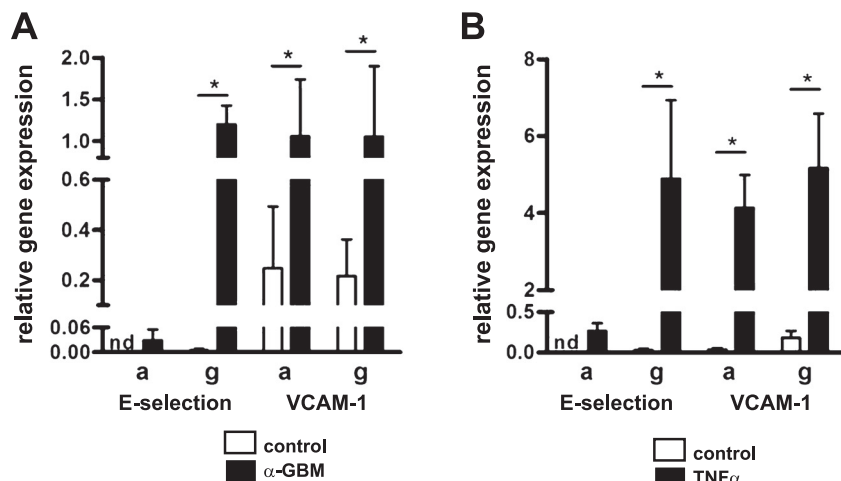 A
relative gene expression
2.0
1.5
1.0
0.6
0.4
0.2
0.06
0.00
*
*
*
nd
a
g
a
g
E-selection
VCAM-1
control
α-GBM
B
relative gene expression
8
6
4
2
0.5
0.0
*
*
*
nd
a
g
a
g
E-selection
VCAM-1
control
TNFα